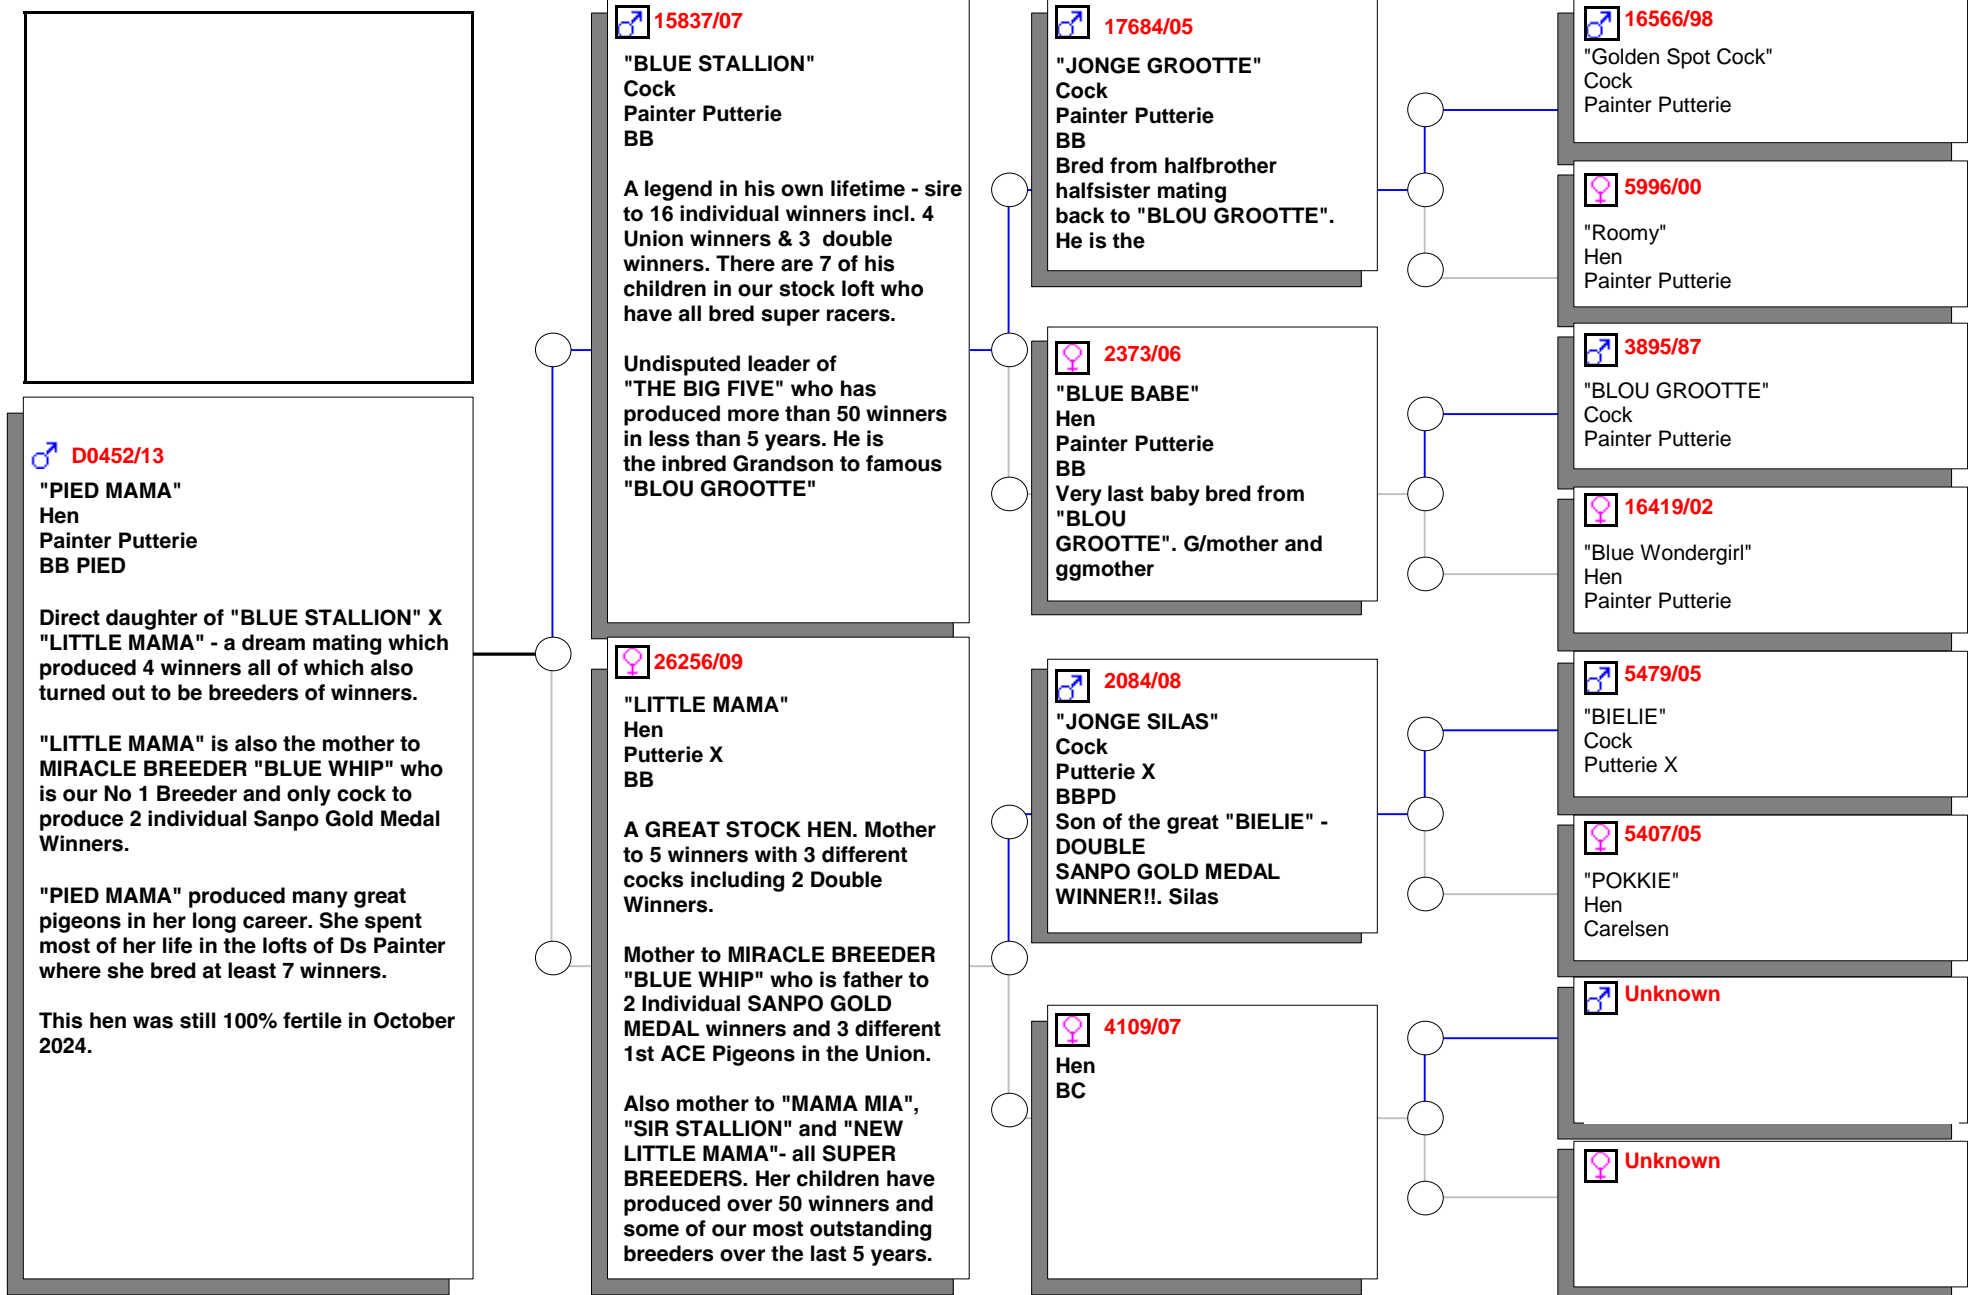 D0452/13
"PIED MAMA"
Hen
Painter Putterie
BB PIED
Direct daughter of "BLUE STALLION" X
"LITTLE MAMA" - a dream mating which
produced 4 winners all of which also
turned out to be breeders of winners.
"LITTLE MAMA" is also the mother to
MIRACLE BREEDER "BLUE WHIP" who
is our No 1 Breeder and only cock to
produce 2 individual Sanpo Gold Medal
Winners.
"PIED MAMA" produced many great
pigeons in her long career. She spent
most of her life in the lofts of Ds Painter
where she bred at least 7 winners.
This hen was still 100% fertile in October
2024.
15837/07
"BLUE STALLION"
Cock
Painter Putterie
BB
A legend in his own lifetime - sire
to 16 individual winners incl. 4
Union winners & 3  double
winners. There are 7 of his
children in our stock loft who
have all bred super racers.
Undisputed leader of
"THE BIG FIVE" who has
produced more than 50 winners
in less than 5 years. He is
the inbred Grandson to famous
"BLOU GROOTTE"
26256/09
"LITTLE MAMA"
Hen
Putterie X
BB
A GREAT STOCK HEN. Mother
to 5 winners with 3 different
cocks including 2 Double
Winners.
Mother to MIRACLE BREEDER
"BLUE WHIP" who is father to
2 Individual SANPO GOLD
MEDAL winners and 3 different
1st ACE Pigeons in the Union.
Also mother to "MAMA MIA",
"SIR STALLION" and "NEW
LITTLE MAMA"- all SUPER
BREEDERS. Her children have
produced over 50 winners and
some of our most outstanding
breeders over the last 5 years.
17684/05
"JONGE GROOTTE"
Cock
Painter Putterie
BB
Bred from halfbrother
halfsister mating
back to "BLOU GROOTTE".
He is the
2373/06
"BLUE BABE"
Hen
Painter Putterie
BB
Very last baby bred from
"BLOU
GROOTTE". G/mother and
ggmother
2084/08
"JONGE SILAS"
Cock
Putterie X
BBPD
Son of the great "BIELIE" -
DOUBLE
SANPO GOLD MEDAL
WINNER!!. Silas
4109/07
Hen
BC
16566/98
"Golden Spot Cock"
Cock
Painter Putterie
5996/00
"Roomy"
Hen
Painter Putterie
3895/87
"BLOU GROOTTE"
Cock
Painter Putterie
16419/02
"Blue Wondergirl"
Hen
Painter Putterie
5479/05
"BIELIE"
Cock
Putterie X
5407/05
"POKKIE"
Hen
Carelsen
Unknown
Unknown